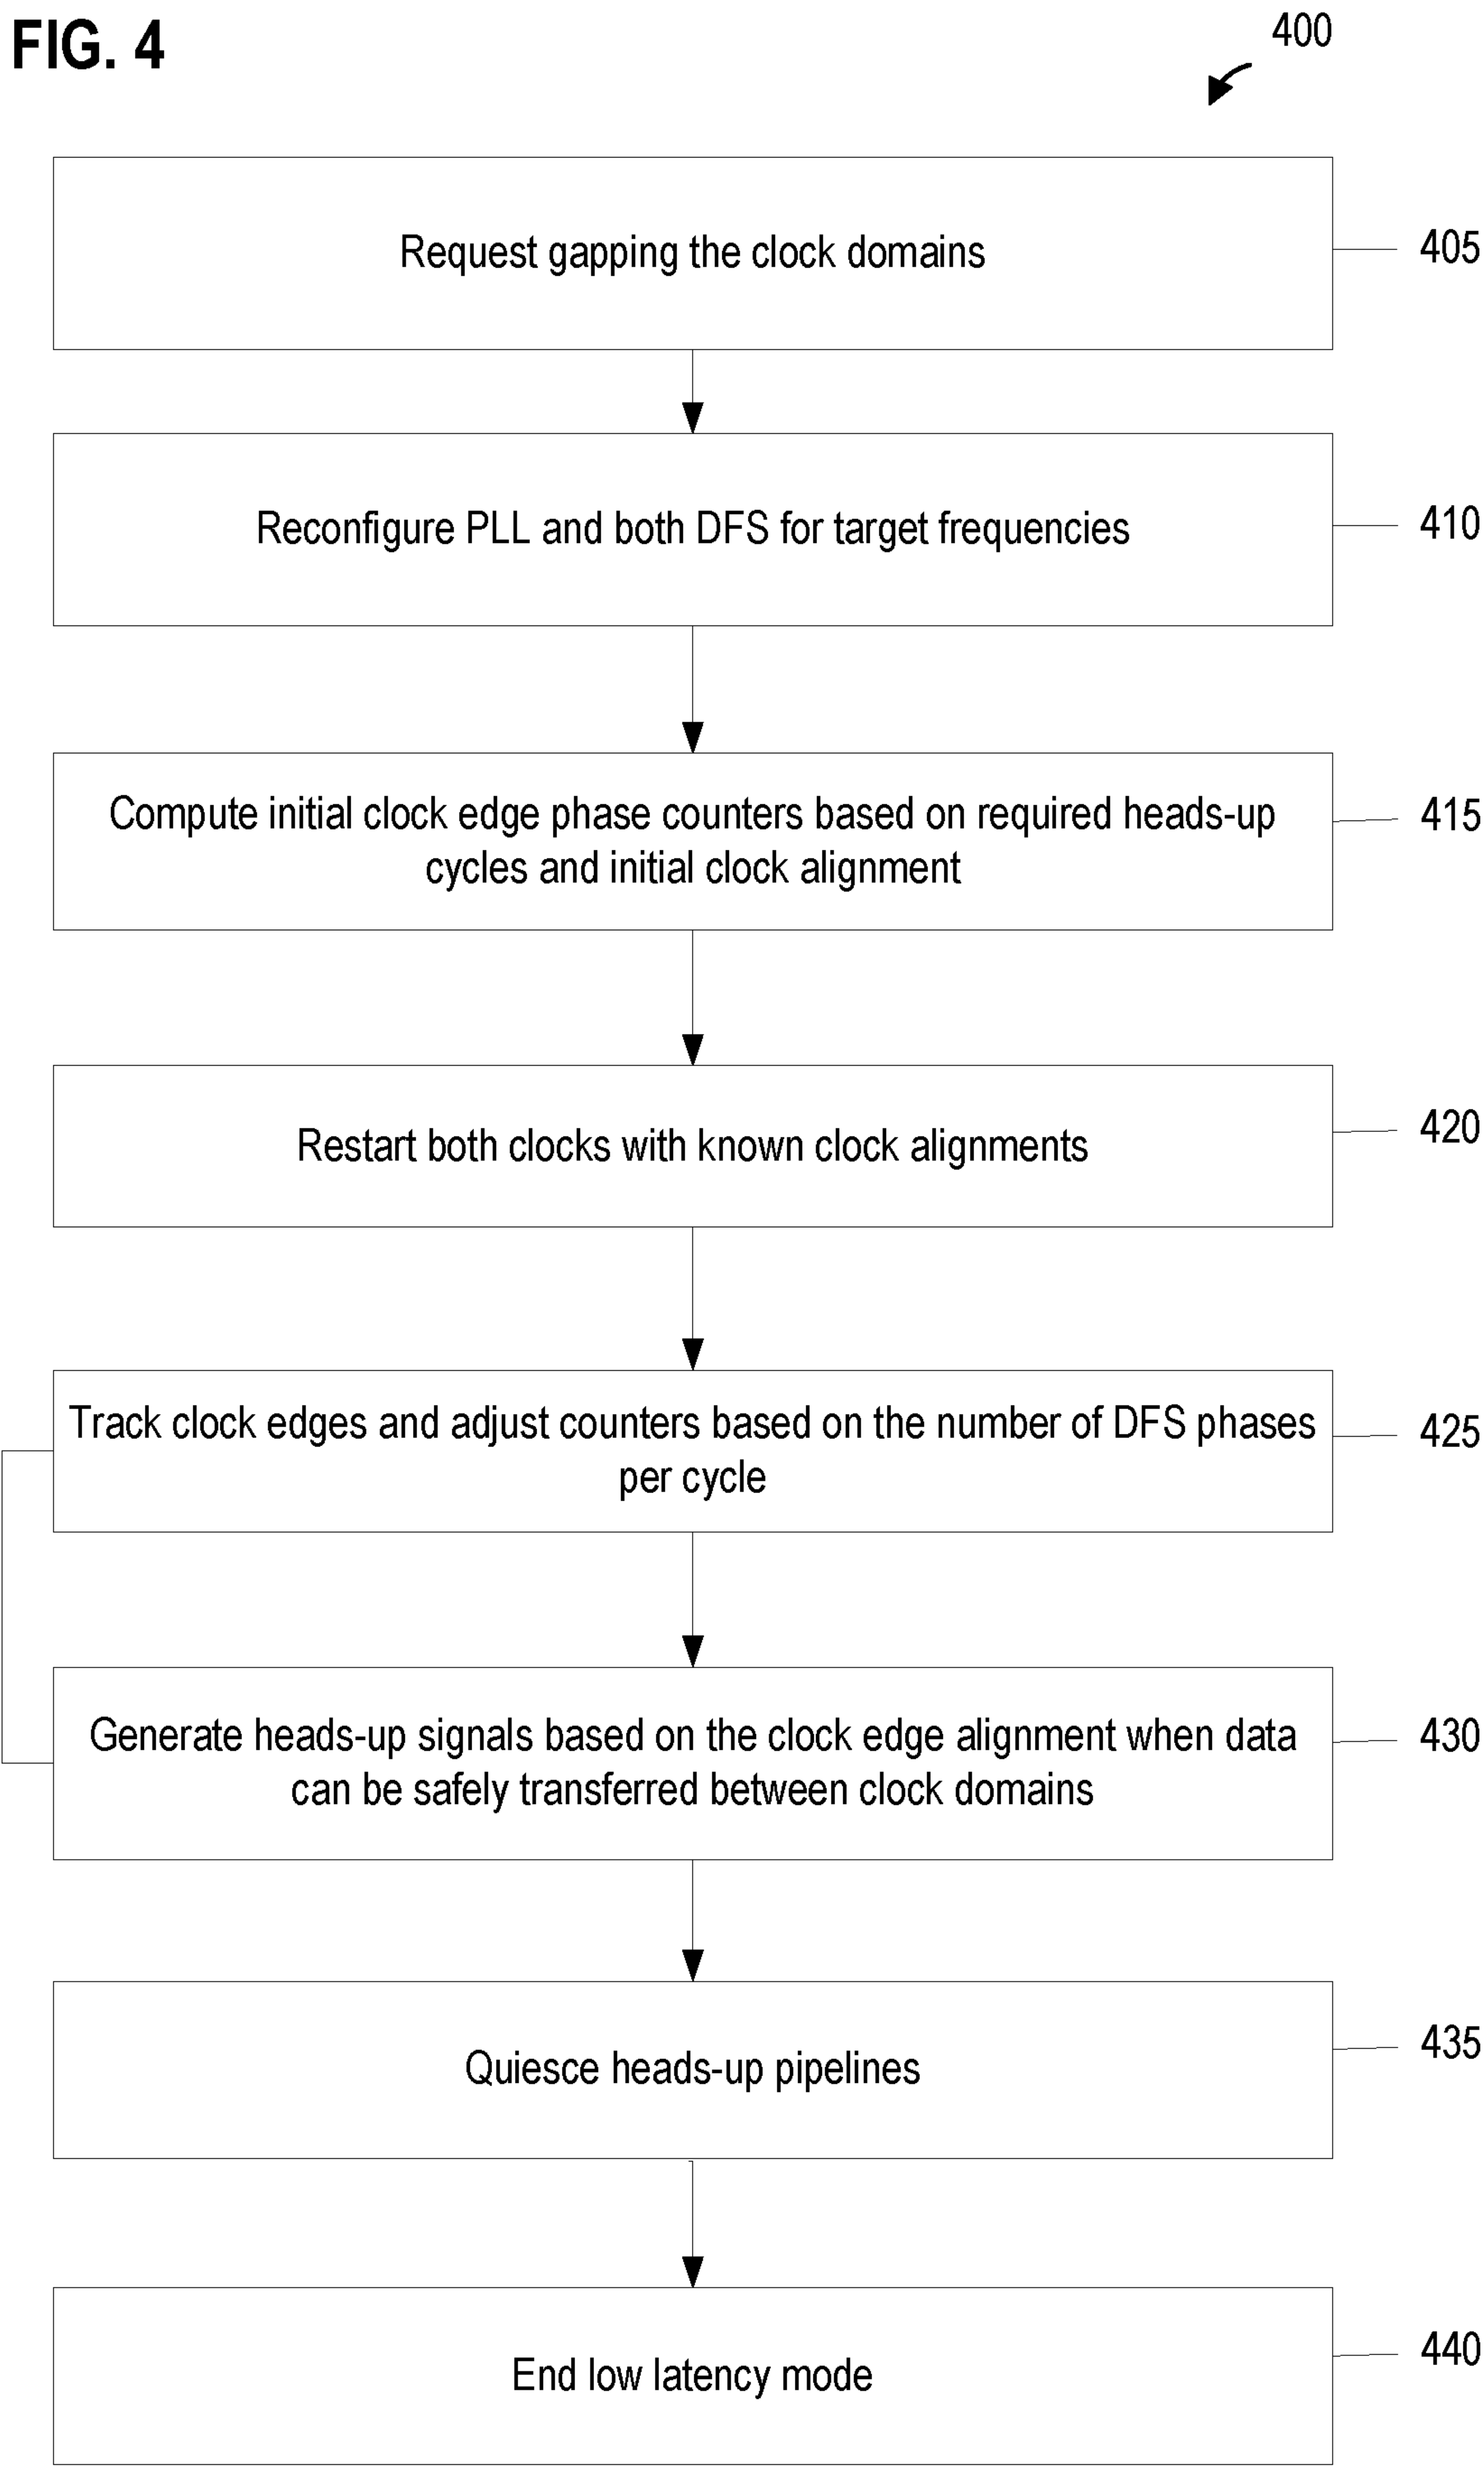 FIG. 4
400
Request gapping the clock domains
405
Reconfigure PLL and both DFS for target frequencies
410
Compute initial clock edge phase counters based on required heads-up
cycles and initial clock alignment
415
Restart both clocks with known clock alignments
420
Track clock edges and adjust counters based on the number of DFS phases
per cycle
425
Generate heads-up signals based on the clock edge alignment when data
can be safely transferred between clock domains
430
Quiesce heads-up pipelines
435
End low latency mode
440